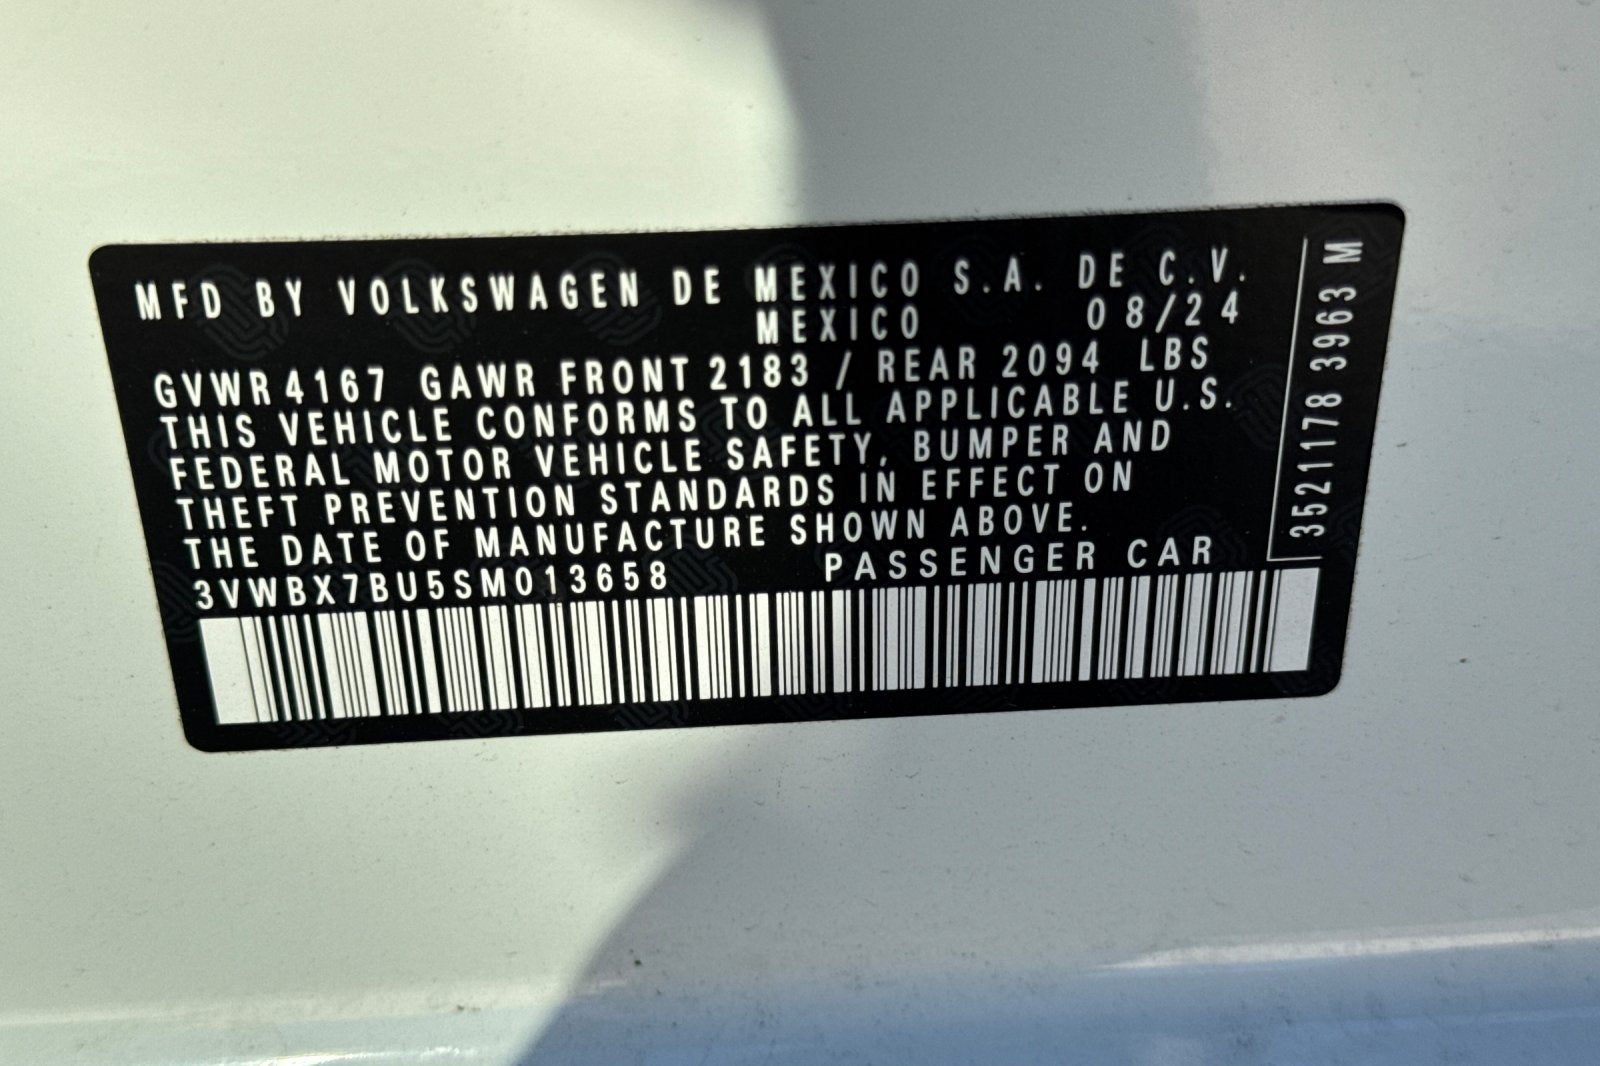 MFD BY VOLKSWAGEN DE MEXICO S.A. DE C.V.
MEXICO 08/24
GVWR 4167 GAWR FRONT 2183 / REAR 2094 LBS
THIS VEHICLE CONFORMS TO ALL APPLICABLE U.S.
FEDERAL MOTOR VEHICLE SAFETY, BUMPER AND
THEFT PREVENTION STANDARDS IN EFFECT ON
THE DATE OF MANUFACTURE SHOWN ABOVE.
3VWBX7BU5SM013658 PASSENGER CAR
3521178 3963 M